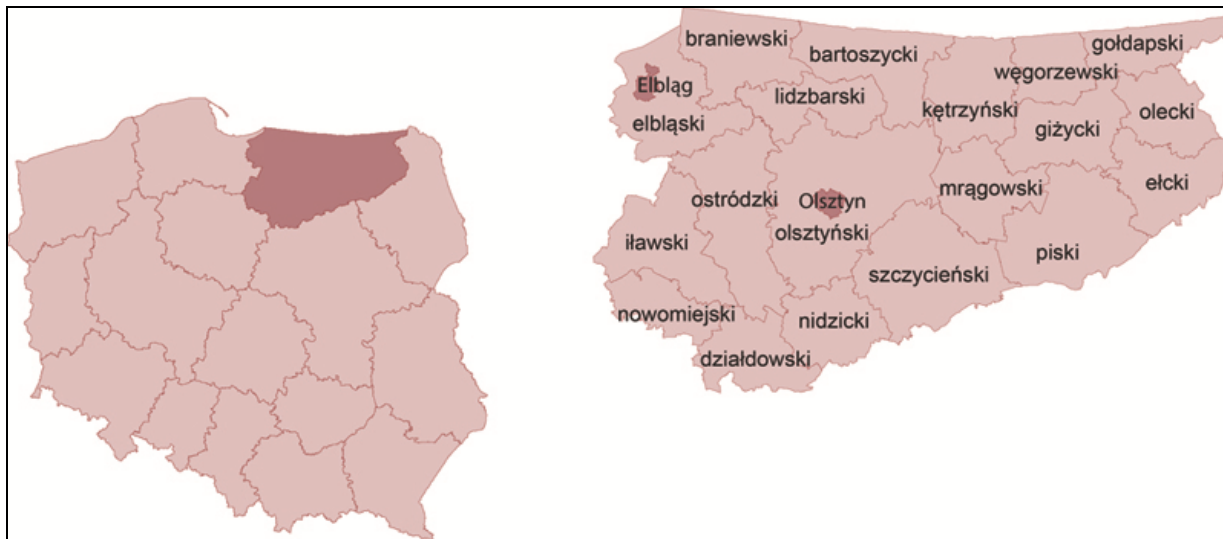 braniewski
bartoszycki
gołdapski
węgorzewski
Elbląg
lidzbarski
kętrzyński
olecki
elbląski
giżycki
ełcki
mrągowski
ostródzki
Olsztyn
olsztyński
iławski
piski
szczycieński
nowomiejski
nidzicki
działdowski